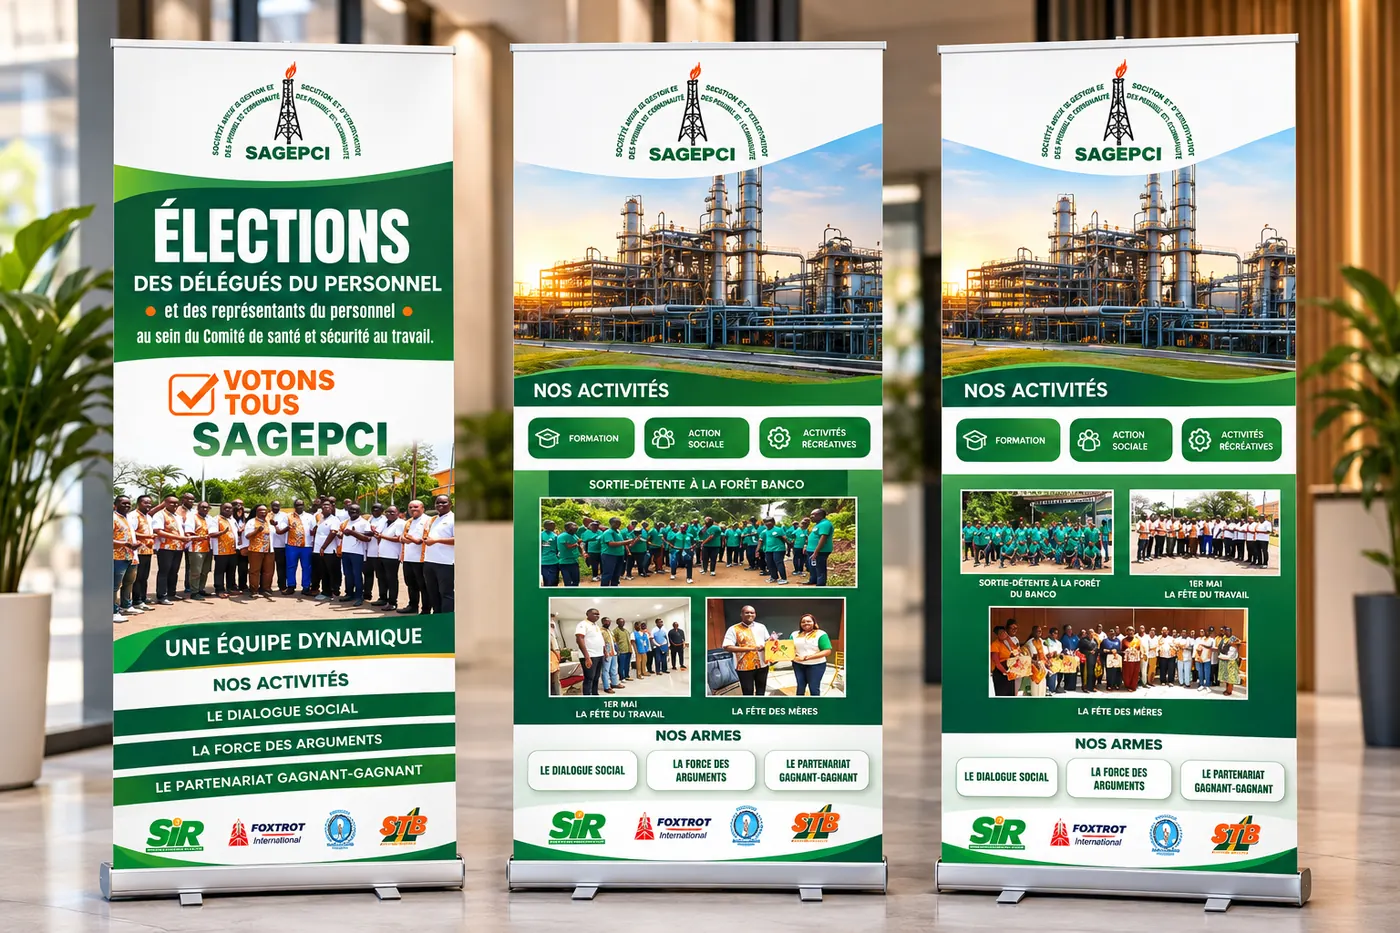 SAGEPCI
ÉLECTIONS
DES DÉLÉGUÉS DU PERSONNEL
• et des représentants du personnel •
au sein du Comité de santé et sécurité au travail.
VOTONS
TOUS
SAGEPCI
UNE ÉQUIPE DYNAMIQUE
NOS ACTIVITÉS
LE DIALOGUE SOCIAL
LA FORCE DES ARGUMENTS
LE PARTENARIAT GAGNANT-GAGNANT
SiR
FOXTROT
International
STB
SAGEPCI
NOS ACTIVITÉS
FORMATION
ACTION
SOCIALE
ACTIVITÉS
RÉCRÉATIVES
SORTIE-DÉTENTE À LA FORÊT BANCO
1ER MAI
LA FÊTE DU TRAVAIL
LA FÊTE DES MÈRES
NOS ARMES
LE DIALOGUE SOCIAL
LA FORCE DES
ARGUMENTS
LE PARTENARIAT
GAGNANT-GAGNANT
SiR
FOXTROT
International
STB
SAGEPCI
NOS ACTIVITÉS
FORMATION
ACTION
SOCIALE
ACTIVITÉS
RÉCRÉATIVES
SORTIE-DÉTENTE À LA FORÊT
DU BANCO
1ER MAI
LA FÊTE DU TRAVAIL
LA FÊTE DES MÈRES
NOS ARMES
LE DIALOGUE SOCIAL
LA FORCE DES
ARGUMENTS
LE PARTENARIAT
GAGNANT-GAGNANT
SiR
FOXTROT
International
STB